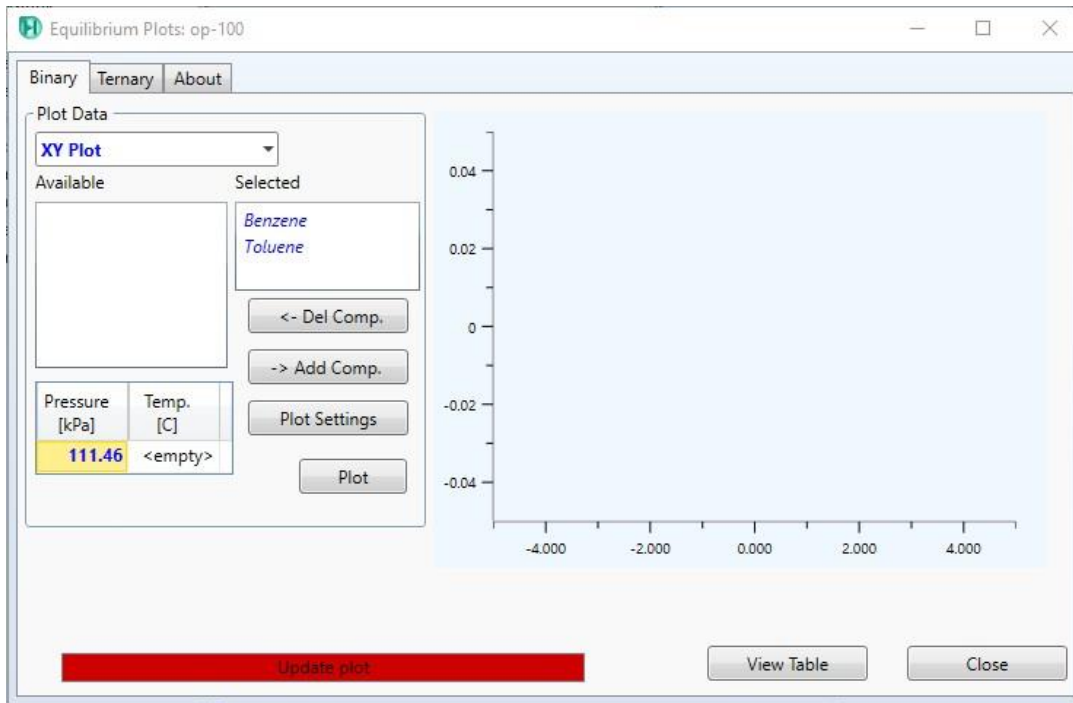 Equilibrium Plots: op-100
Binary Ternary About
Plot Data
XY Plot
Available Selected
Benzene
Toluene
<- Del Comp.
-> Add Comp.
Plot Settings
Plot
Pressure [kPa] Temp. [C]
111.46 <empty>
0.04
0.02
0
-0.02
-0.04
-4.000 -2.000 0.000 2.000 4.000
Update plot
View Table
Close